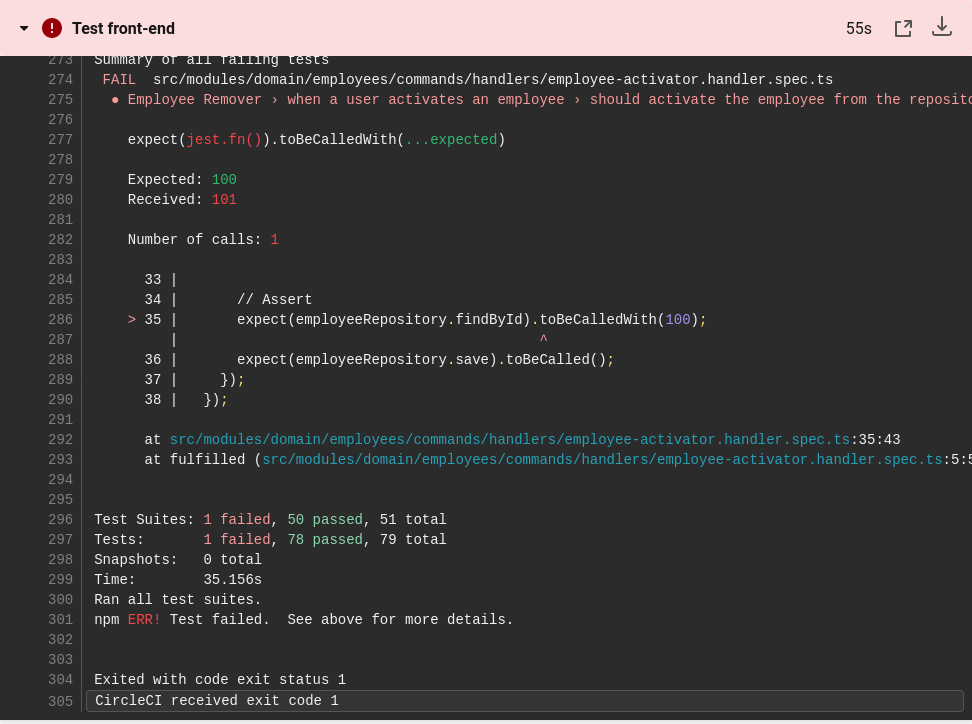 Test front-end
55s
273 Summary of all failing tests
274 FAIL src/modules/domain/employees/commands/handlers/employee-activator.handler.spec.ts
275 ● Employee Remover › when a user activates an employee › should activate the employee from the reposito
276
277 expect(jest.fn()).toBeCalledWith(...expected)
278
279 Expected: 100
280 Received: 101
281
282 Number of calls: 1
283
284 33 |
285 34 | // Assert
286 > 35 | expect(employeeRepository.findById).toBeCalledWith(100);
287 | ^
288 36 | expect(employeeRepository.save).toBeCalled();
289 37 | });
290 38 | });
291
292 at src/modules/domain/employees/commands/handlers/employee-activator.handler.spec.ts:35:43
293 at fulfilled (src/modules/domain/employees/commands/handlers/employee-activator.handler.spec.ts:5:5
294
295
296 Test Suites: 1 failed, 50 passed, 51 total
297 Tests: 1 failed, 78 passed, 79 total
298 Snapshots: 0 total
299 Time: 35.156s
300 Ran all test suites.
301 npm ERR! Test failed. See above for more details.
302
303
304 Exited with code exit status 1
305 CircleCI received exit code 1